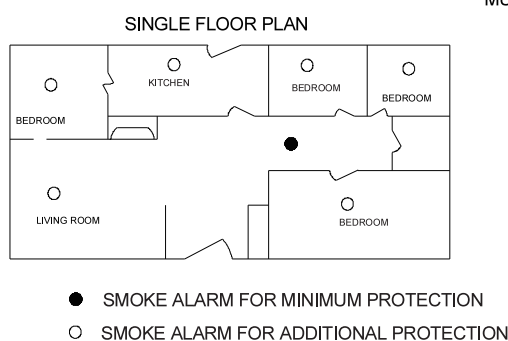 MO
SINGLE FLOOR PLAN
KITCHEN
BEDROOM
BEDROOM
BEDROOM
LIVING ROOM
BEDROOM
SMOKE ALARM FOR MINIMUM PROTECTION
SMOKE ALARM FOR ADDITIONAL PROTECTION